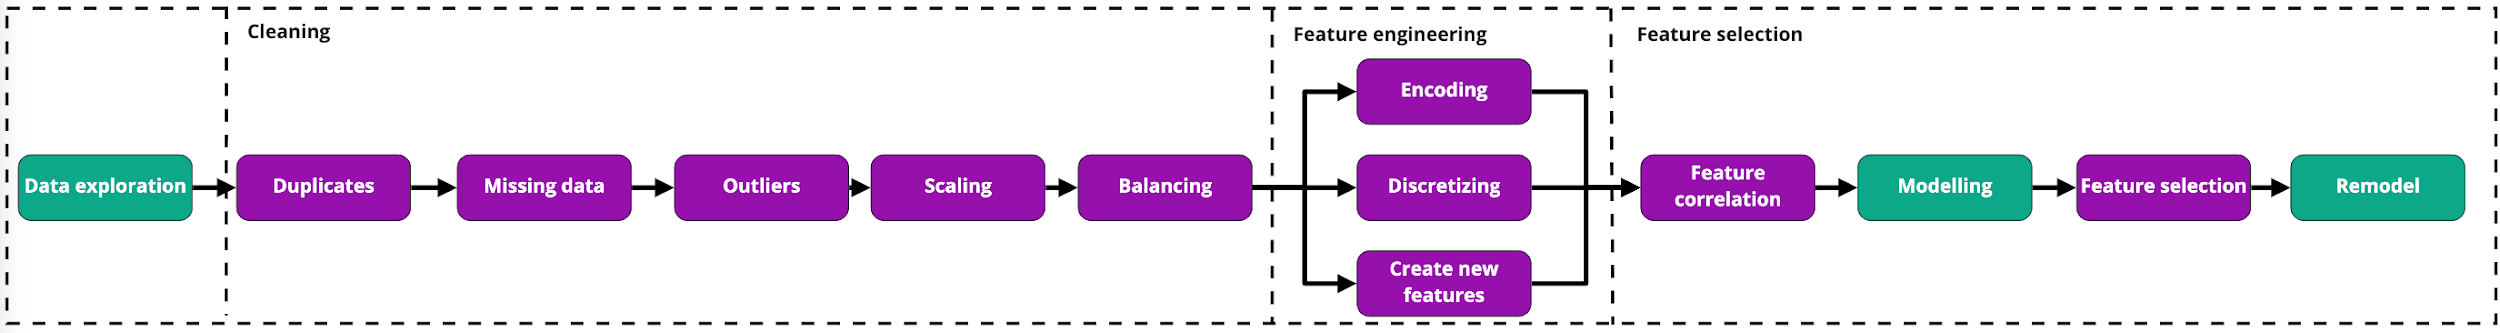 Cleaning
Feature engineering
Feature selection
Encoding
Data exploration
Duplicates
Missing data
Outliers
Scaling
Balancing
Discretizing
Feature
correlation
Modelling
Feature selection
Remodel
Create new
features